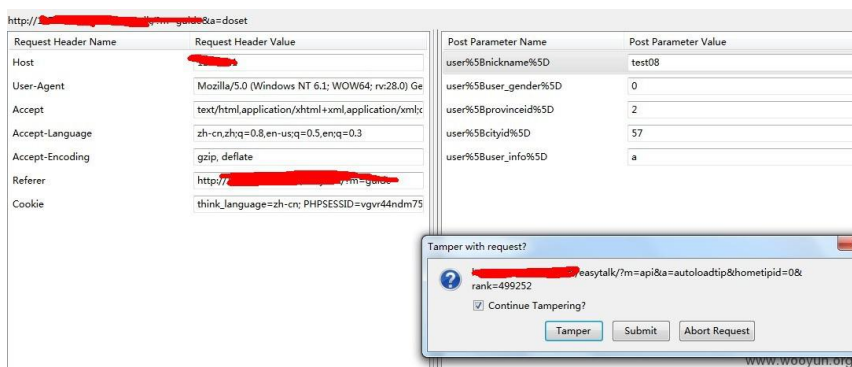 http://1 ?m=guide&a=doset
Request Header Name Request Header Value Post Parameter Name Post Parameter Value
Host user%5Bnickname%5D test08
User-Agent Mozilla/5.0 (Windows NT 6.1; WOW64; rv:28.0) Ge user%5Buser_gender%5D 0
Accept text/html,application/xhtml+xml,application/xml;c user%5Bprovinceid%5D 2
Accept-Language zh-cn,zh;q=0.8,en-us;q=0.5,en;q=0.3 user%5Bcityid%5D 57
Accept-Encoding gzip, deflate user%5Buser_info%5D a
Referer http:// ?m=guide
Cookie think_language=zh-cn; PHPSESSID=vgvr44ndm75
Tamper with request?
/easytalk/?m=api&a=autoloadtip&hometipid=0&
rank=499252
Continue Tampering?
Tamper Submit Abort Request
www.wooyun.org